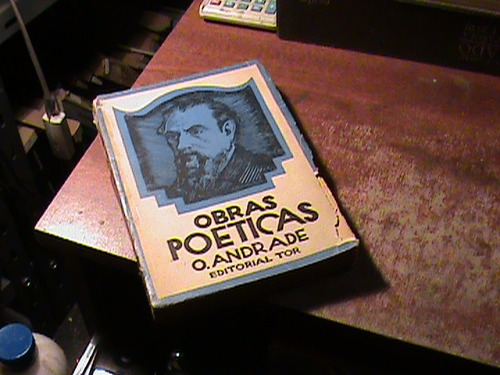 OBRAS
POETICAS
O. ANDRADE
EDITORIAL TOR